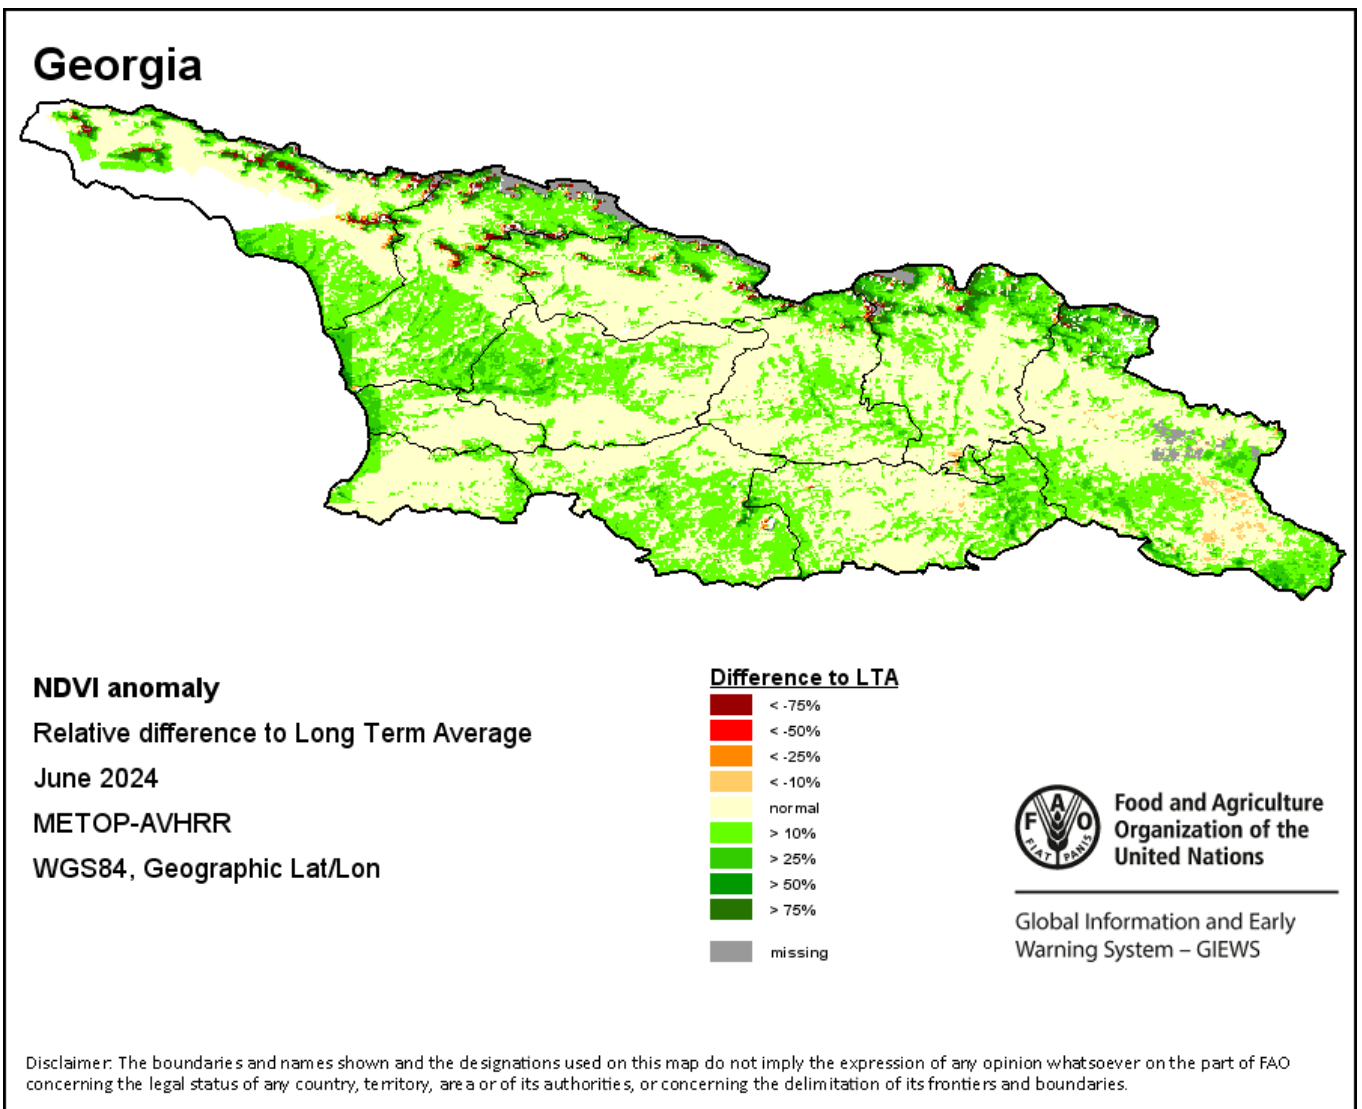 Georgia
NDVI anomaly
Relative difference to Long Term Average
June 2024
METOP-AVHRR
WGS84, Geographic Lat/Lon
Difference to LTA
< -75%
< -50%
< -25%
< -10%
normal
> 10%
> 25%
> 50%
> 75%
missing
F A O
FIAT PANIS
Food and Agriculture
Organization of the
United Nations
Global Information and Early
Warning System – GIEWS
Disclaimer: The boundaries and names shown and the designations used on this map do not imply the expression of any opinion whatsoever on the part of FAO
concerning the legal status of any country, territory, area or of its authorities, or concerning the delimitation of its frontiers and boundaries.